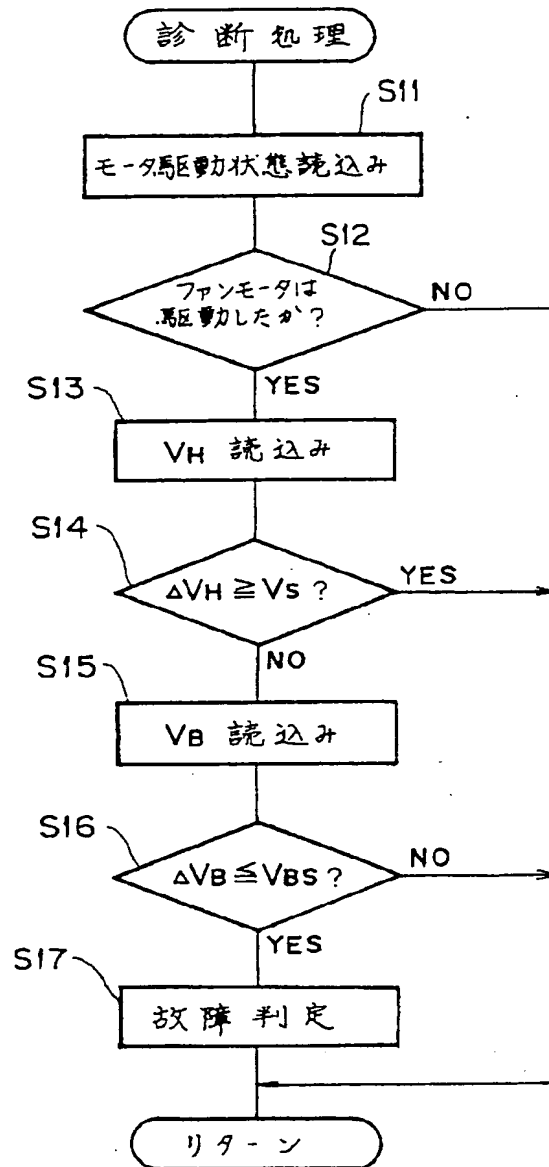 診断処理
S11
モータ駆動状態読込み
S12
ファンモータは
駆動したか?
NO
YES
S13
VH 読込み
S14
ΔVH ≧ VS ?
YES
NO
S15
VB 読込み
S16
ΔVB ≦ VBS ?
NO
YES
S17
故障判定
リターン